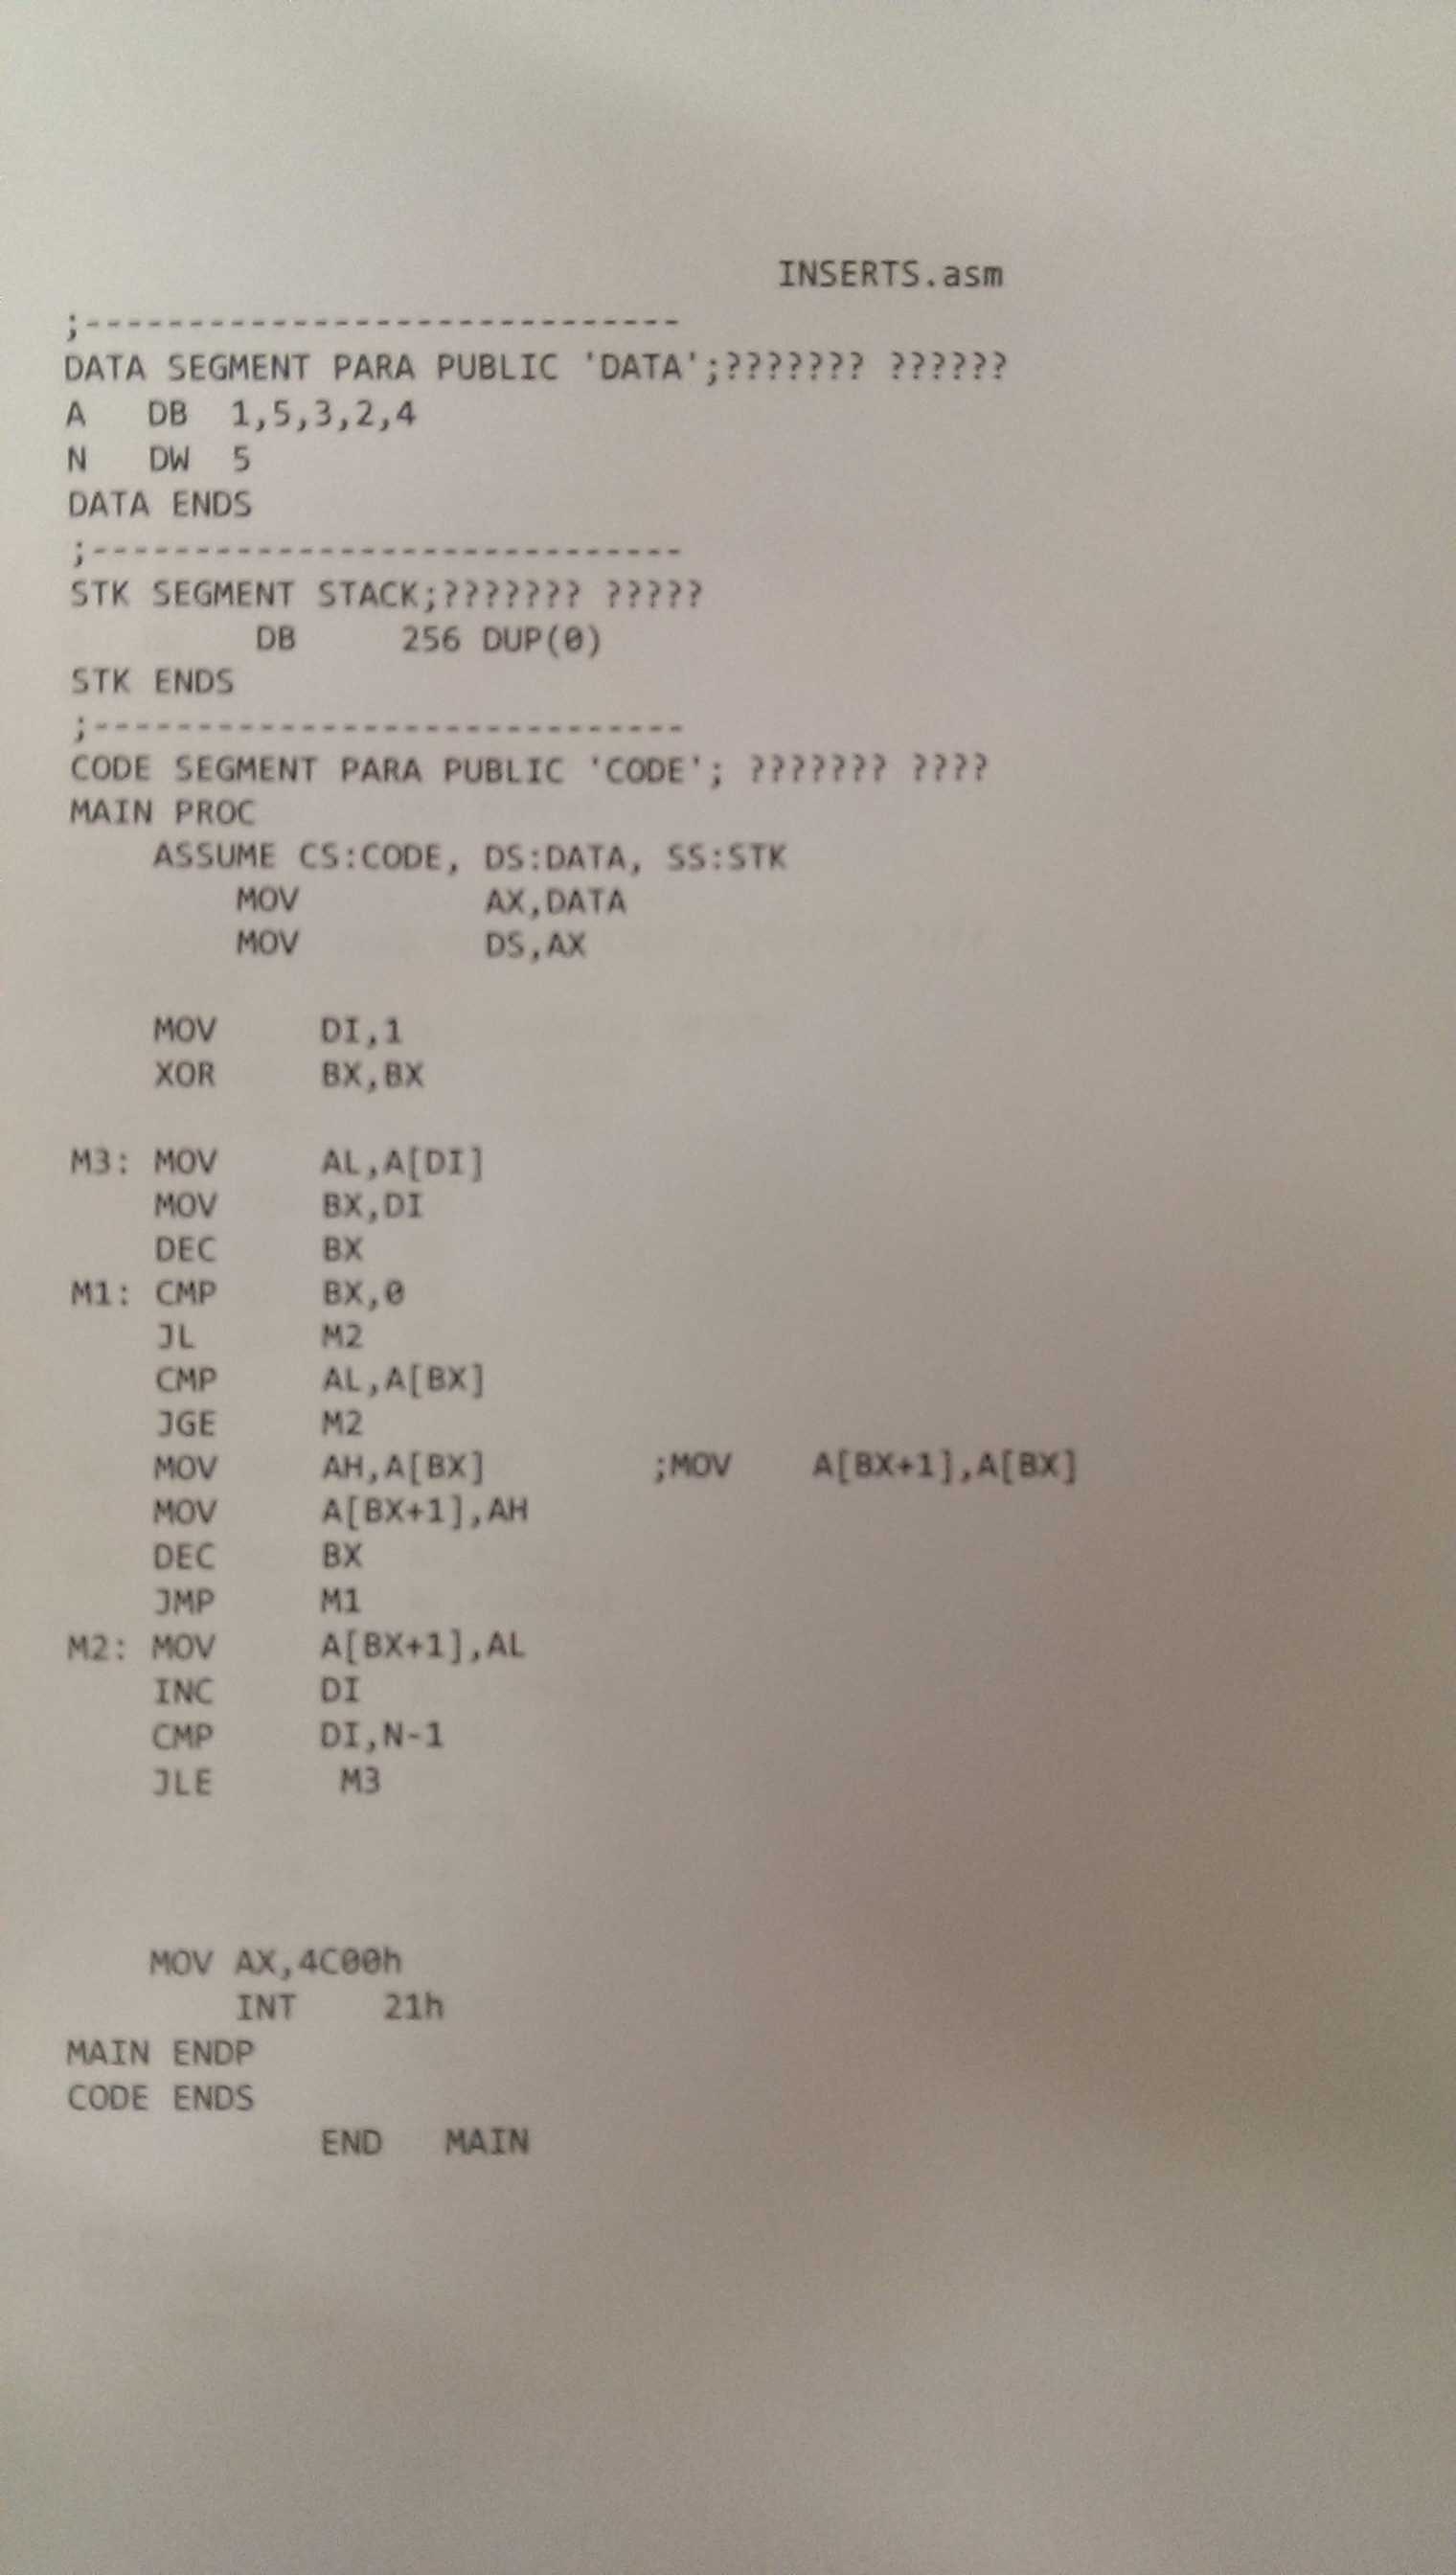 INSERTS.asm
;-----------------------------
DATA SEGMENT PARA PUBLIC 'DATA';??????? ??????
A   DB  1,5,3,2,4
N   DW  5
DATA ENDS
;-----------------------------
STK SEGMENT STACK;??????? ?????
         DB     256 DUP(0)
STK ENDS
;-----------------------------
CODE SEGMENT PARA PUBLIC 'CODE'; ??????? ????
MAIN PROC
    ASSUME CS:CODE, DS:DATA, SS:STK
        MOV         AX,DATA
        MOV         DS,AX
    MOV     DI,1
    XOR     BX,BX
M3: MOV     AL,A[DI]
    MOV     BX,DI
    DEC     BX
M1: CMP     BX,0
    JL      M2
    CMP     AL,A[BX]
    JGE     M2
    MOV     AH,A[BX]        ;MOV    A[BX+1],A[BX]
    MOV     A[BX+1],AH
    DEC     BX
    JMP     M1
M2: MOV     A[BX+1],AL
    INC     DI
    CMP     DI,N-1
    JLE      M3
    MOV AX,4C00h
        INT     21h
MAIN ENDP
CODE ENDS
            END   MAIN